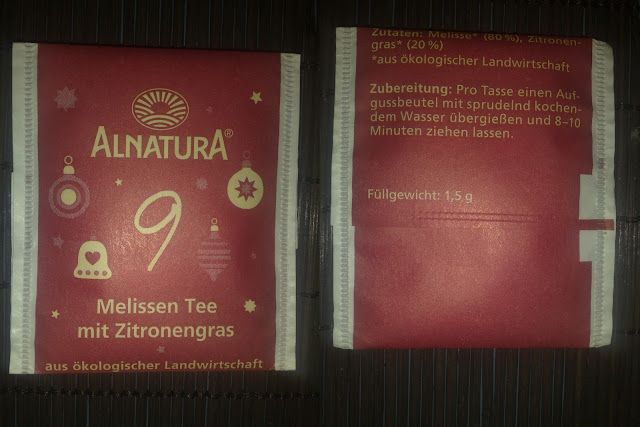 ALNATURA®
9
Melissen Tee
mit Zitronengras
aus ökologischer Landwirtschaft
Zutaten: Melisse* (80%), Zitronen-
gras* (20%)
*aus ökologischer Landwirtschaft
Zubereitung: Pro Tasse einen Auf-
gussbeutel mit sprudelnd kochen-
dem Wasser übergießen und 8–10
Minuten ziehen lassen.
Füllgewicht: 1,5 g